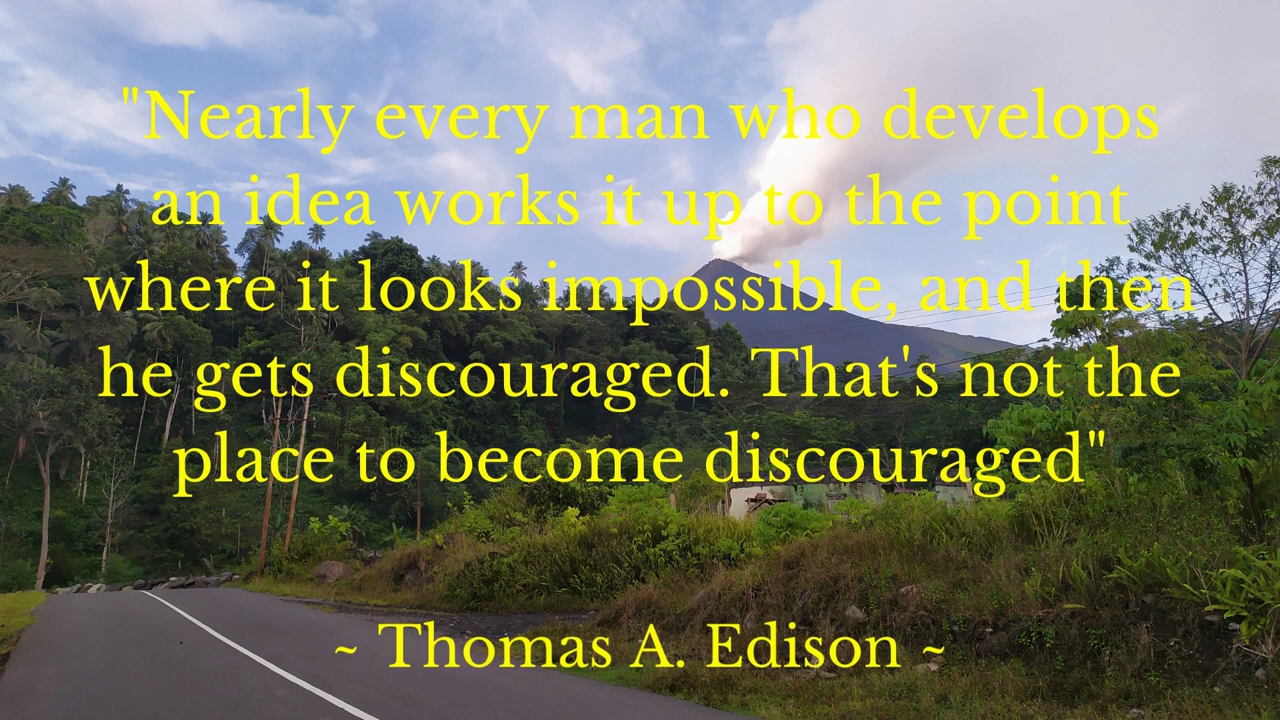 "Nearly every man who develops
an idea works it up to the point
where it looks impossible, and then
he gets discouraged. That's not the
place to become discouraged"
~ Thomas A. Edison ~